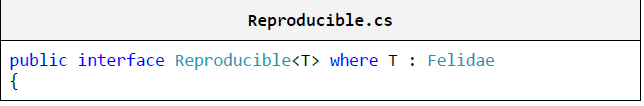 Reproducible.cs
public interface Reproducible<T> where T : Felidae
{